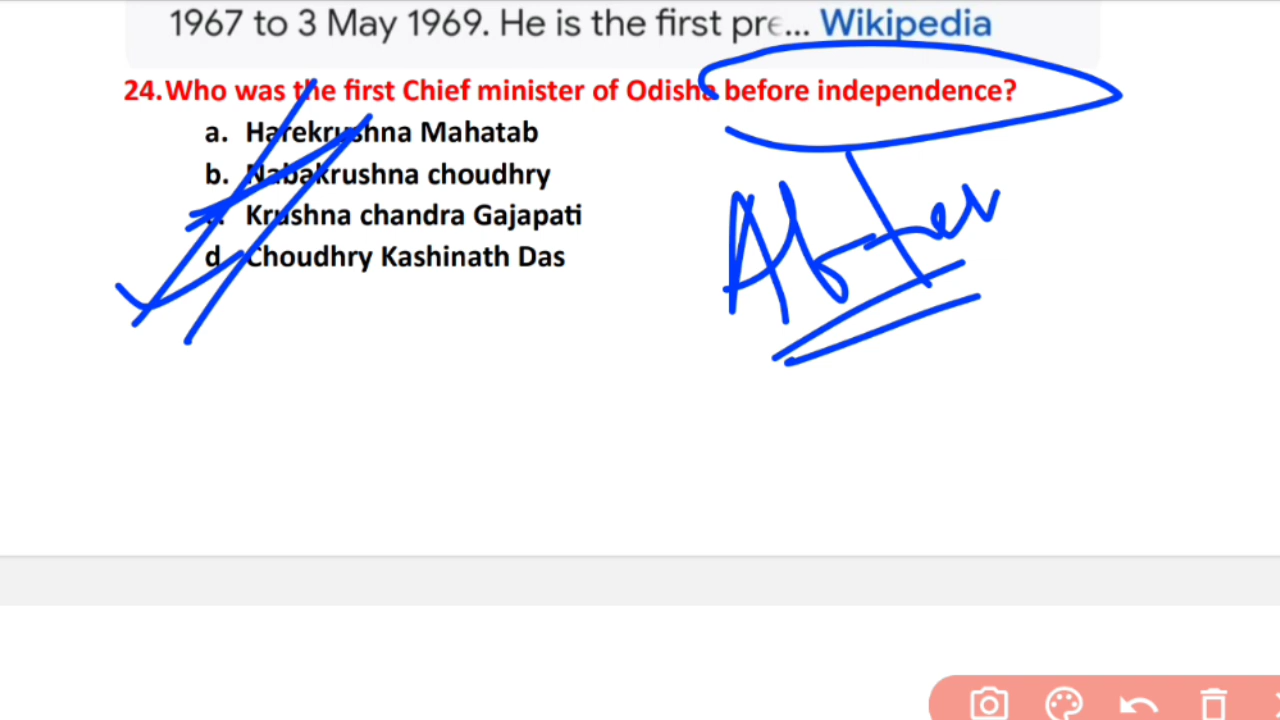 1967 to 3 May 1969. He is the first pre... Wikipedia
24. Who was the first Chief minister of Odisha before independence?
a. Harekrushna Mahatab
b. Nabakrushna choudhry
Krushna chandra Gajapati
d. Choudhry Kashinath Das
After